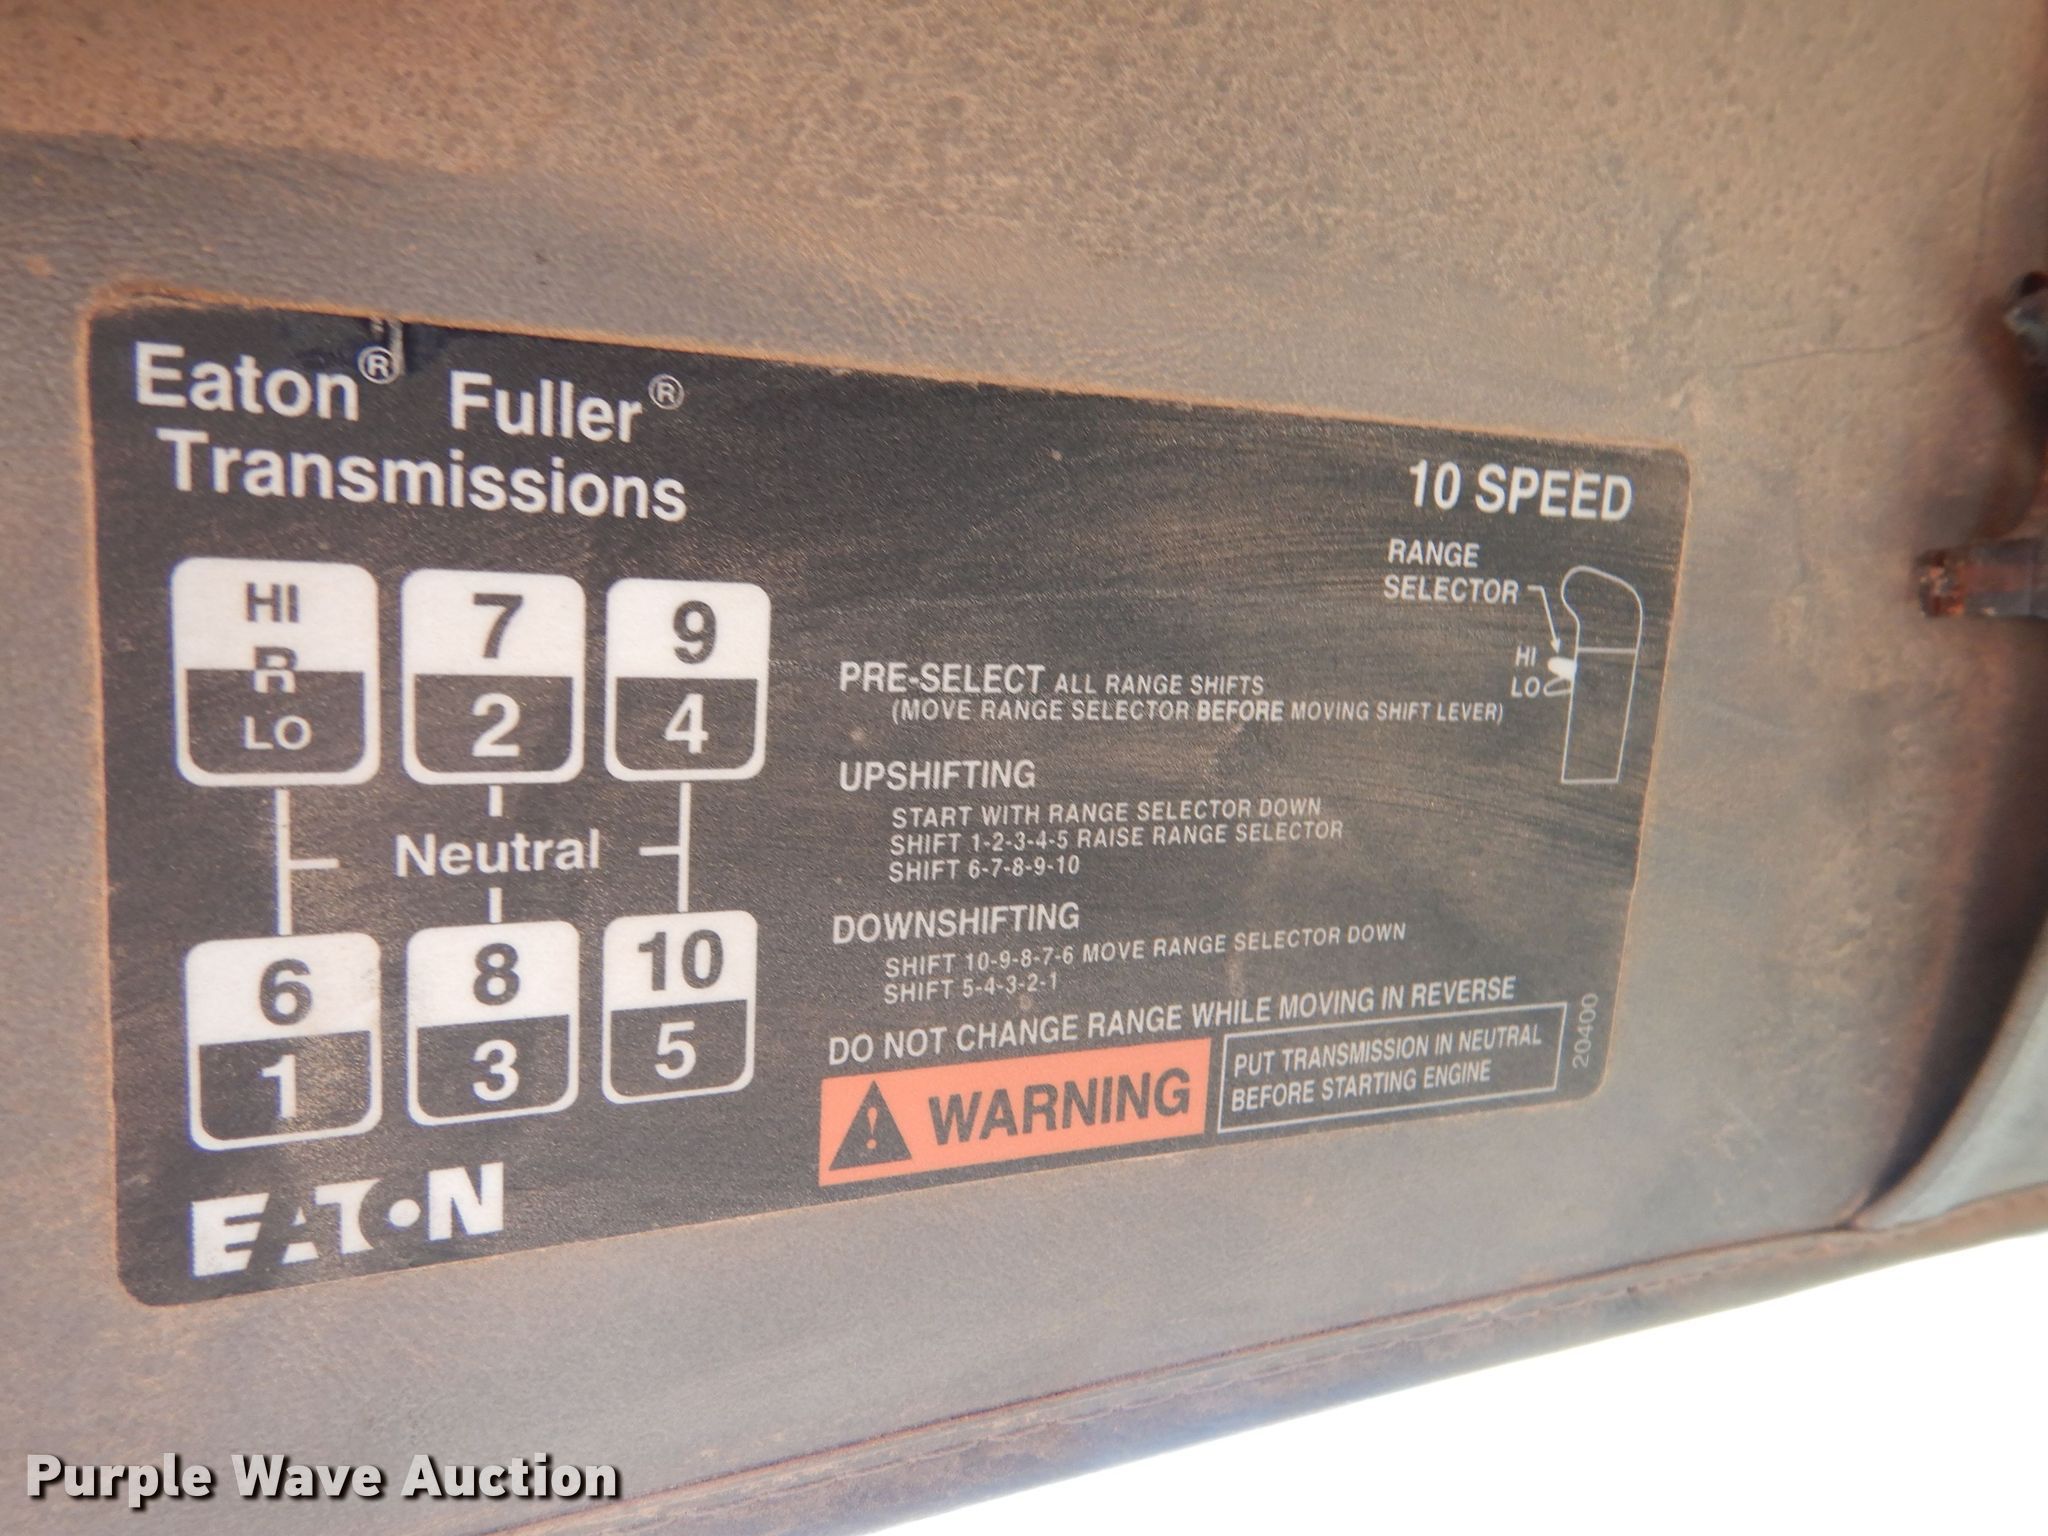 Eaton® Fuller®
Transmissions
10 SPEED
RANGE
SELECTOR
HI
LO
HI
R
LO
7
2
9
4
Neutral
6
1
8
3
10
5
EATON
PRE-SELECT ALL RANGE SHIFTS
(MOVE RANGE SELECTOR BEFORE MOVING SHIFT LEVER)
UPSHIFTING
START WITH RANGE SELECTOR DOWN
SHIFT 1-2-3-4-5 RAISE RANGE SELECTOR
SHIFT 6-7-8-9-10
DOWNSHIFTING
SHIFT 10-9-8-7-6 MOVE RANGE SELECTOR DOWN
SHIFT 5-4-3-2-1
DO NOT CHANGE RANGE WHILE MOVING IN REVERSE
WARNING
PUT TRANSMISSION IN NEUTRAL
BEFORE STARTING ENGINE
20400
Purple Wave Auction